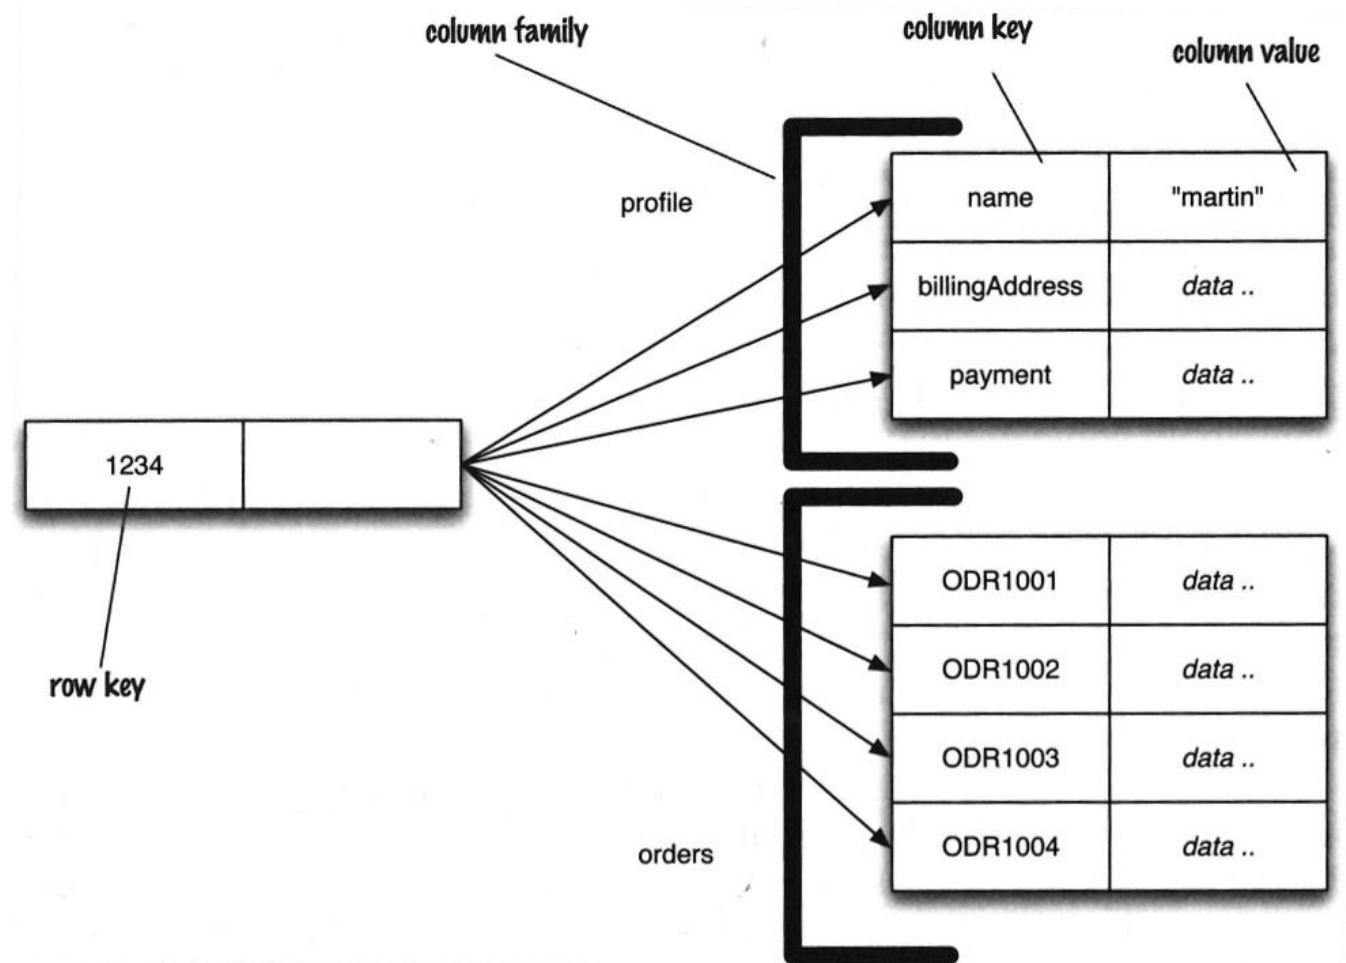 column family
column key
column value
profile
name
"martin"
billingAddress
data ..
payment
data ..
1234
row key
ODR1001
data ..
ODR1002
data ..
ODR1003
data ..
ODR1004
data ..
orders